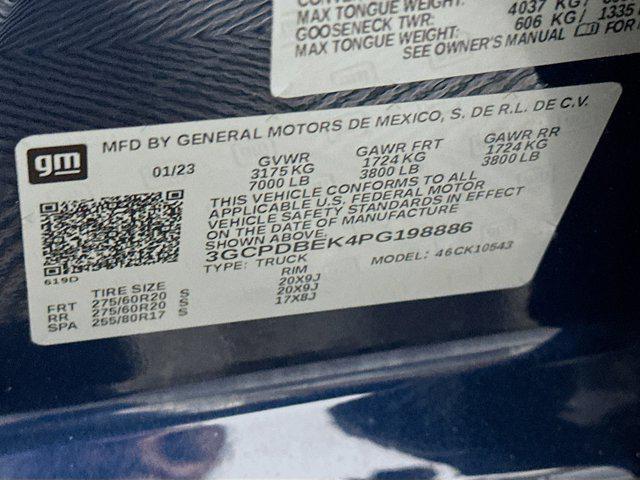 MAX TONGUE WEIGHT:
GOOSENECK TWR: 4037 KG /
MAX TONGUE WEIGHT: 606 KG / 1335
SEE OWNER'S MANUAL FOR
gm
MFD BY GENERAL MOTORS DE MEXICO, S. DE R.L. DE C.V.
01/23
GVWR GAWR FRT GAWR RR
3175 KG 1724 KG 1724 KG
7000 LB 3800 LB 3800 LB
THIS VEHICLE CONFORMS TO ALL
APPLICABLE U.S. FEDERAL MOTOR
VEHICLE SAFETY STANDARDS IN EFFECT
ON THE DATE OF MANUFACTURE
SHOWN ABOVE.
3GCPDBEK4PG198886
TYPE: TRUCK MODEL: 46CK10543
619D
TIRE SIZE RIM
FRT 275/60R20 S 20X9J
RR 275/60R20 S 20X9J
SPA 255/80R17 S 17X8J